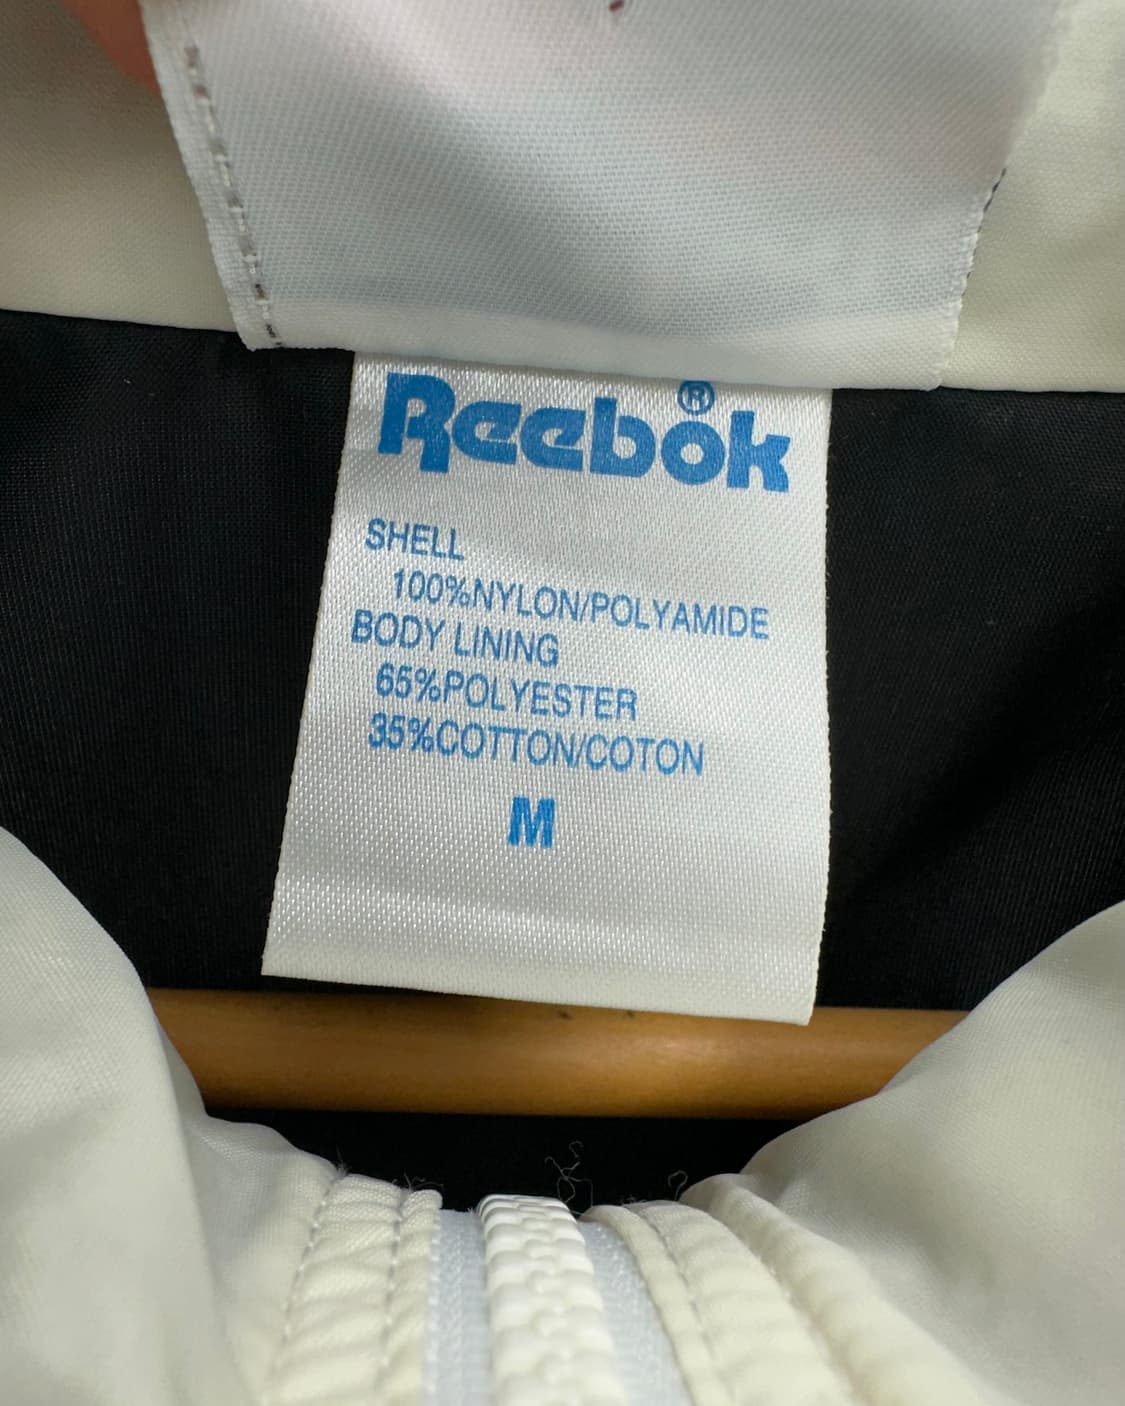 Reebok®
SHELL
100%NYLON/POLYAMIDE
BODY LINING
65%POLYESTER
35%COTTON/COTON
M